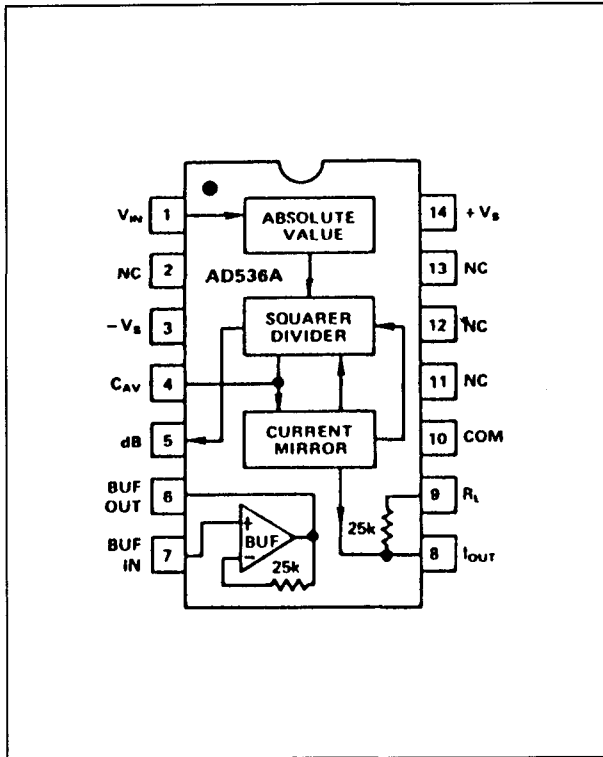 V_IN 1
ABSOLUTE
VALUE
14 +V_S
NC 2
AD536A
13 NC
-V_S 3
SQUARER
DIVIDER
12 NC
C_AV 4
11 NC
dB 5
CURRENT
MIRROR
10 COM
BUF
OUT
6
9 R_L
25k
BUF
IN
7
+
BUF
-
25k
8 I_OUT